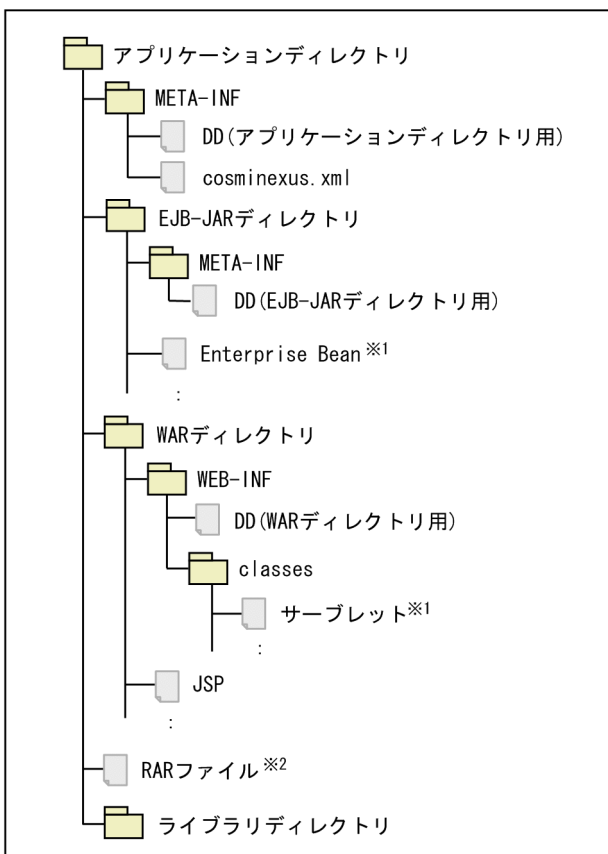 アプリケーションディレクトリ
META-INF
DD(アプリケーションディレクトリ用)
cosminexus.xml
EJB-JARディレクトリ
META-INF
DD(EJB-JARディレクトリ用)
Enterprise Bean※1
:
WARディレクトリ
WEB-INF
DD(WARディレクトリ用)
classes
サーブレット※1
:
JSP
:
RARファイル※2
ライブラリディレクトリ